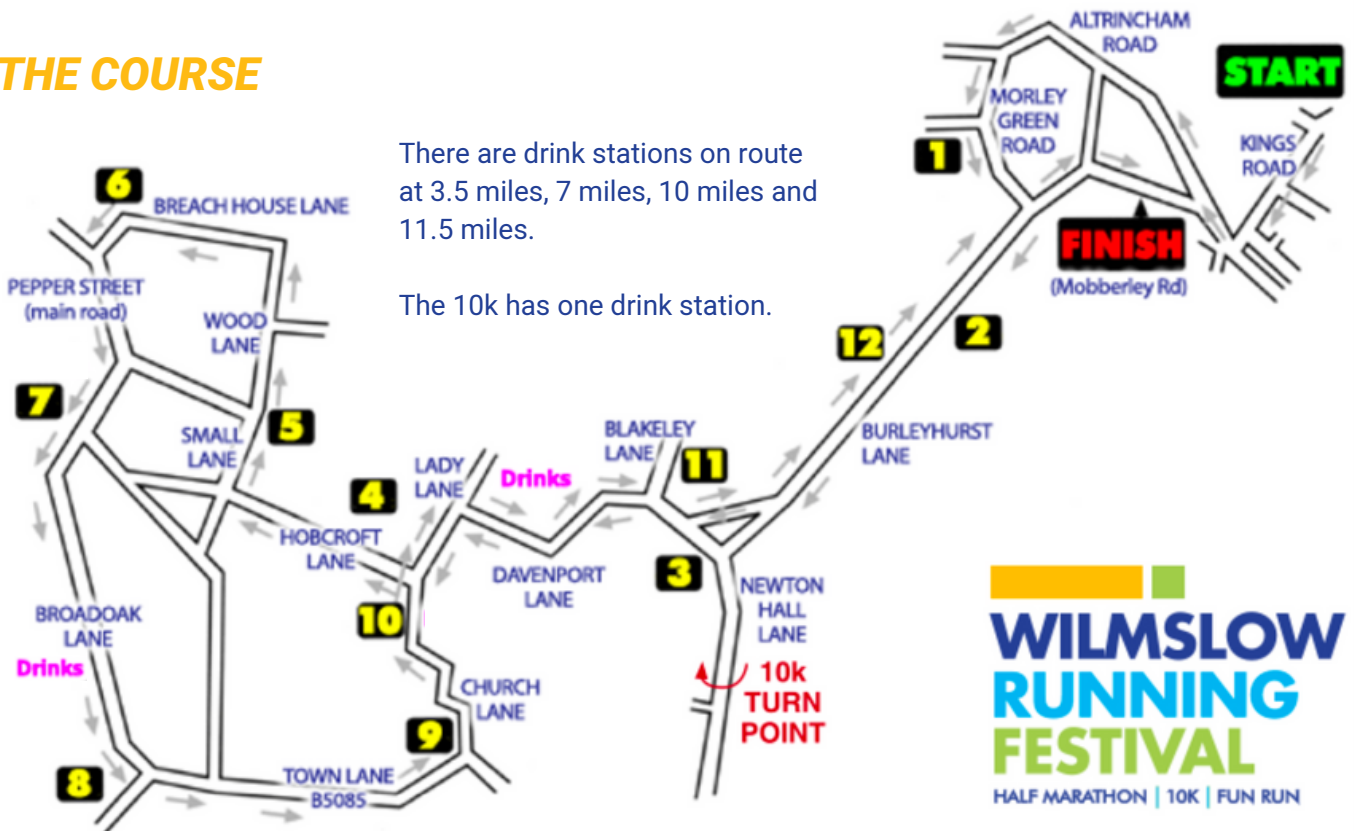 THE COURSE
There are drink stations on route
at 3.5 miles, 7 miles, 10 miles and
11.5 miles.
The 10k has one drink station.
ALTRINCHAM
ROAD
START
KINGS
ROAD
MORLEY
GREEN
ROAD
1
FINISH
(Mobberley Rd)
2
12
BURLEYHURST
LANE
6
BREACH HOUSE LANE
PEPPER STREET
(main road)
WOOD
LANE
7
5
SMALL
LANE
4
LADY
LANE
Drinks
BLAKELEY
LANE
11
HOBCROFT
LANE
DAVENPORT
LANE
3
NEWTON
HALL
LANE
10
10k
TURN
POINT
BROADOAK
LANE
Drinks
CHURCH
LANE
9
8
TOWN LANE
B5085
WILMSLOW
RUNNING
FESTIVAL
HALF MARATHON | 10K | FUN RUN